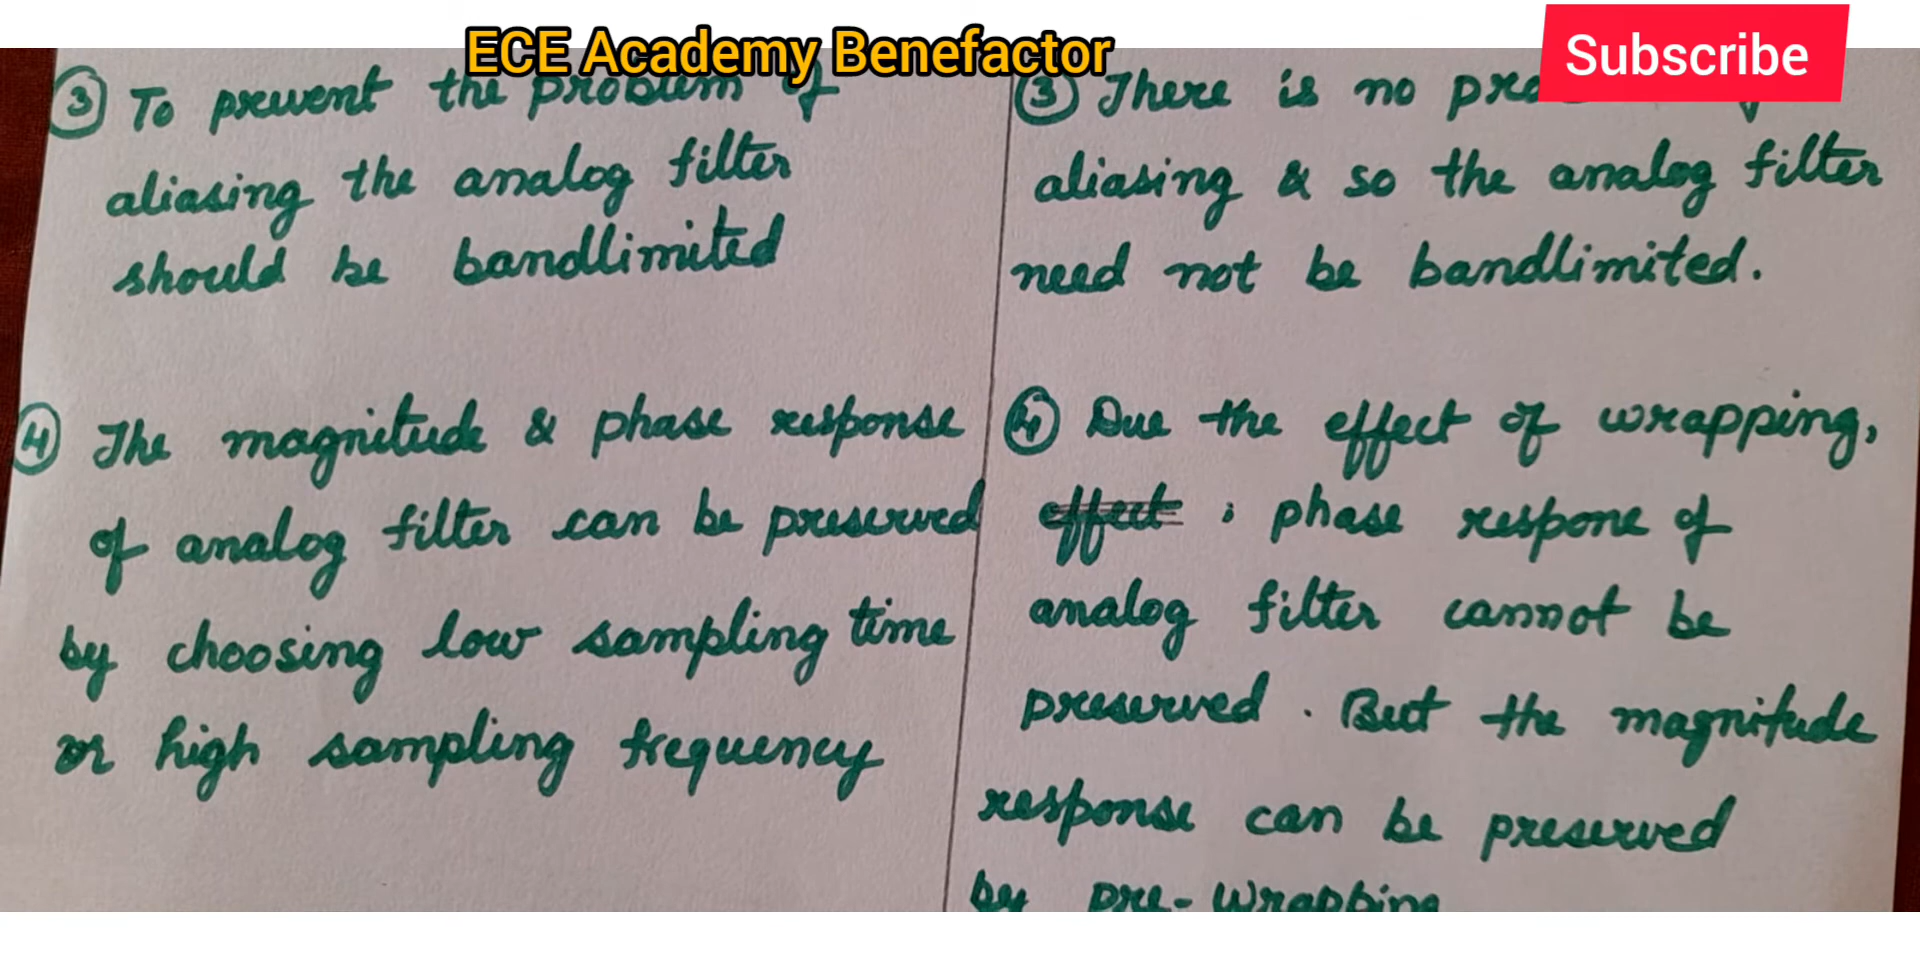 ECE Academy Benefactor
Subscribe
③ To prevent the problem of
aliasing the analog filter
should be bandlimited
④ The magnitude & phase response
of analog filter can be preserved
by choosing low sampling time
or high sampling frequency
③ There is no
aliasing & so the analog filter
need not be bandlimited.
④ Due the effect of wrapping,
effect ; phase respone of
analog filter cannot be
preserved. But the magnitude
response can be preserved
by pre-wrapping